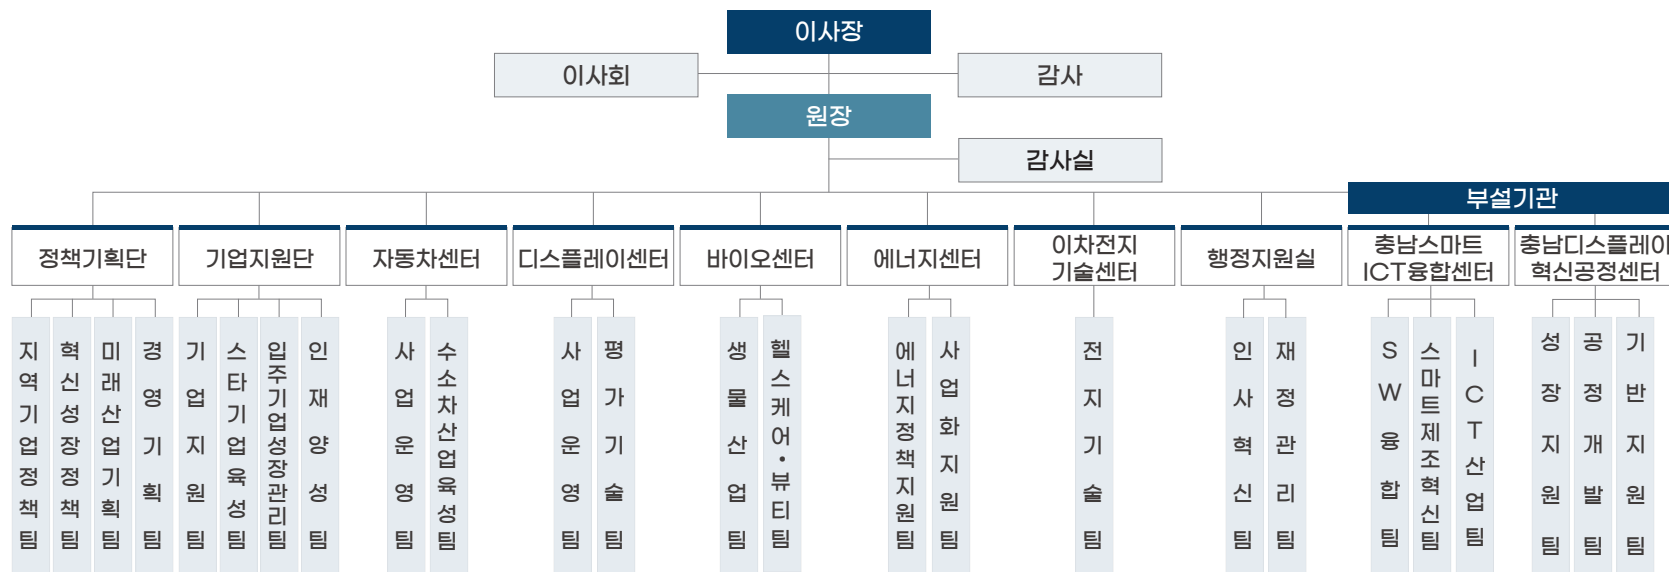 이사장
이사회
감사
원장
감사실
부설기관
정책기획단
기업지원단
자동차센터
디스플레이센터
바이오센터
에너지센터
이차전지
기술센터
행정지원실
충남스마트
ICT융합센터
충남디스플레이
혁신공정센터
지역기업정책팀
혁신성장정책팀
미래산업기획팀
경영기획팀
기업지원팀
스타기업육성팀
입주기업성장관리팀
인재양성팀
사업운영팀
수소차산업육성팀
사업운영팀
평가기술팀
생물산업팀
헬스케어·뷰티팀
에너지정책지원팀
사업화지원팀
전지기술팀
인사혁신팀
재정관리팀
SW융합팀
스마트제조혁신팀
ICT산업팀
성장지원팀
공정개발팀
기반지원팀